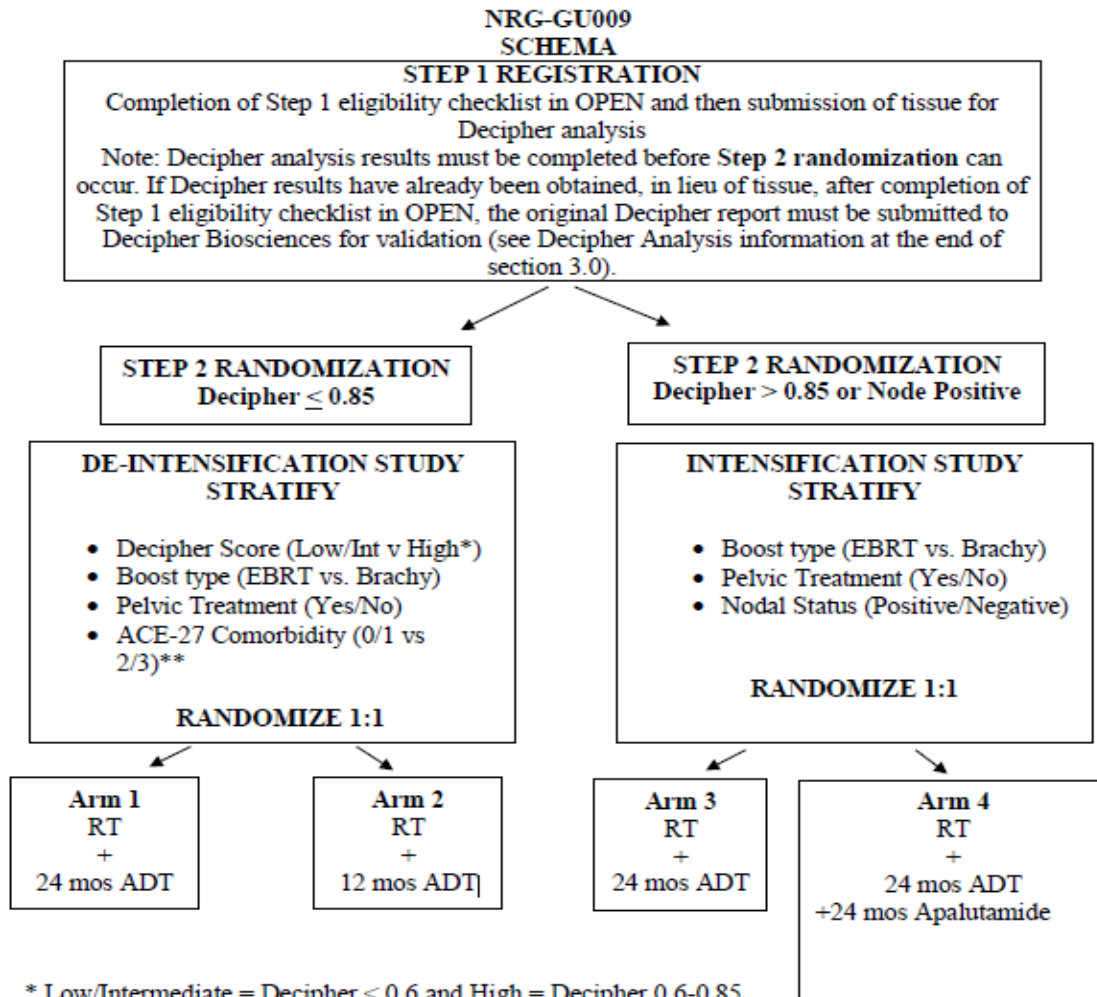 NRG-GU009
SCHEMA
STEP 1 REGISTRATION
Completion of Step 1 eligibility checklist in OPEN and then submission of tissue for
Decipher analysis
Note: Decipher analysis results must be completed before Step 2 randomization can
occur. If Decipher results have already been obtained, in lieu of tissue, after completion of
Step 1 eligibility checklist in OPEN, the original Decipher report must be submitted to
Decipher Biosciences for validation (see Decipher Analysis information at the end of
section 3.0).
STEP 2 RANDOMIZATION
Decipher ≤ 0.85
STEP 2 RANDOMIZATION
Decipher > 0.85 or Node Positive
DE-INTENSIFICATION STUDY
STRATIFY
• Decipher Score (Low/Int v High*)
• Boost type (EBRT vs. Brachy)
• Pelvic Treatment (Yes/No)
• ACE-27 Comorbidity (0/1 vs
2/3)**
RANDOMIZE 1:1
INTENSIFICATION STUDY
STRATIFY
• Boost type (EBRT vs. Brachy)
• Pelvic Treatment (Yes/No)
• Nodal Status (Positive/Negative)
RANDOMIZE 1:1
Arm 1
RT
+
24 mos ADT
Arm 2
RT
+
12 mos ADT
Arm 3
RT
+
24 mos ADT
Arm 4
RT
+
24 mos ADT
+24 mos Apalutamide
* Low/Intermediate = Decipher < 0.6 and High = Decipher 0.6-0.85